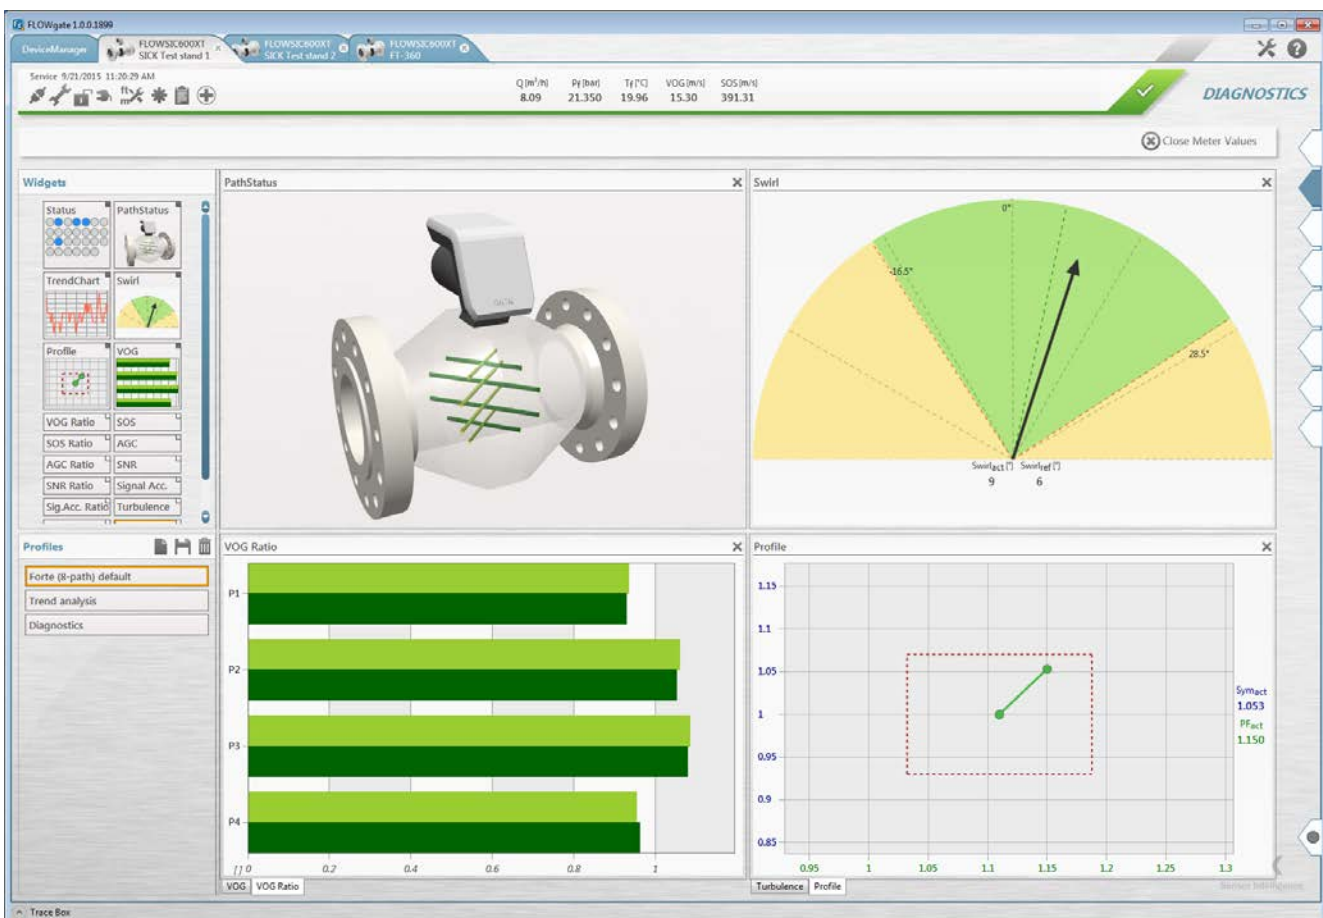 FLOWgate 1.0.0.1899
DeviceManager
FLOWSIC600XT
SICK Test stand 1
FLOWSIC600XT
SICK Test stand 2
FLOWSIC600XT
FT-360
Service 9/21/2015 11:20:29 AM
Q [m³/h] Pf [bar] Tf [°C] VOG [m/s] SOS [m/s]
8.09 21.350 19.96 15.30 391.31
DIAGNOSTICS
Close Meter Values
Widgets
Status PathStatus
TrendChart Swirl
Profile VOG
VOG Ratio SOS
SOS Ratio AGC
AGC Ratio SNR
SNR Ratio Signal Acc.
Sig.Acc. Ratio Turbulence
Profiles
Forte (8-path) default
Trend analysis
Diagnostics
PathStatus
SICK
Swirl
0°
-16.5°
28.5°
Swirlact [°] Swirlref [°]
9 6
VOG Ratio
P1
P2
P3
P4
[ ] 0 0.2 0.4 0.6 0.8 1
VOG VOG Ratio
Profile
1.15
1.1
1.05
1
0.95
0.9
0.85
0.95 1 1.05 1.1 1.15 1.2 1.25 1.3
Symact
1.053
PFact
1.150
Turbulence Profile
Sensor Intelligence
Trace Box